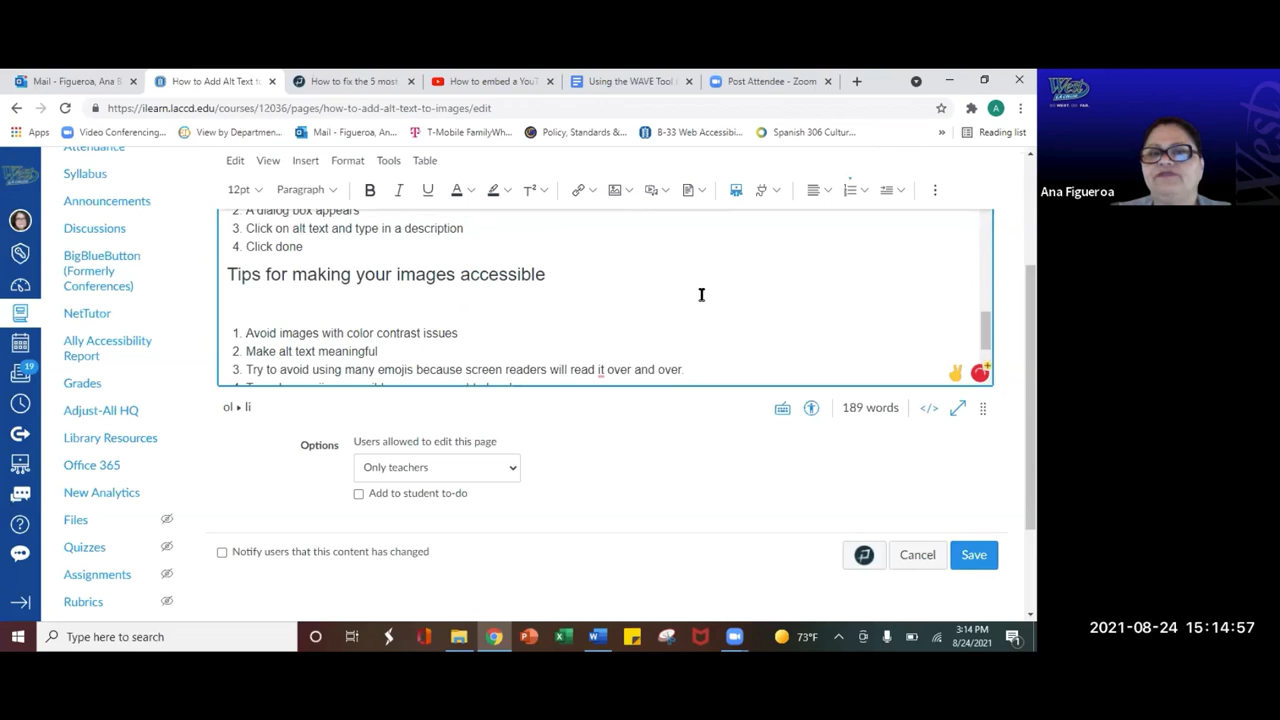 Mail - Figueroa, Ana B
How to Add Alt Text to
How to fix the 5 most
How to embed a YouT
Using the WAVE Tool
Post Attendee - Zoom
https://ilearn.laccd.edu/courses/12036/pages/how-to-add-alt-text-to-images/edit
Apps
Video Conferencing...
View by Departmen...
Mail - Figueroa, An...
T-Mobile FamilyWh...
Policy, Standards &...
B-33 Web Accessibi...
Spanish 306 Cultur...
»
Reading list
Attendance
Syllabus
Announcements
Discussions
BigBlueButton
(Formerly
Conferences)
NetTutor
Ally Accessibility
Report
Grades
Adjust-All HQ
Library Resources
Office 365
New Analytics
Files
Quizzes
Assignments
Rubrics
19
Edit View Insert Format Tools Table
12pt Paragraph B I U A T²
2. A dialog box appears
3. Click on alt text and type in a description
4. Click done
Tips for making your images accessible
1. Avoid images with color contrast issues
2. Make alt text meaningful
3. Try to avoid using many emojis because screen readers will read it over and over.
ol ▸ li
189 words
</>
Options
Users allowed to edit this page
Only teachers
Add to student to-do
Notify users that this content has changed
Cancel
Save
Type here to search
73°F
3:14 PM
8/24/2021
West
Ana Figueroa
2021-08-24 15:14:57